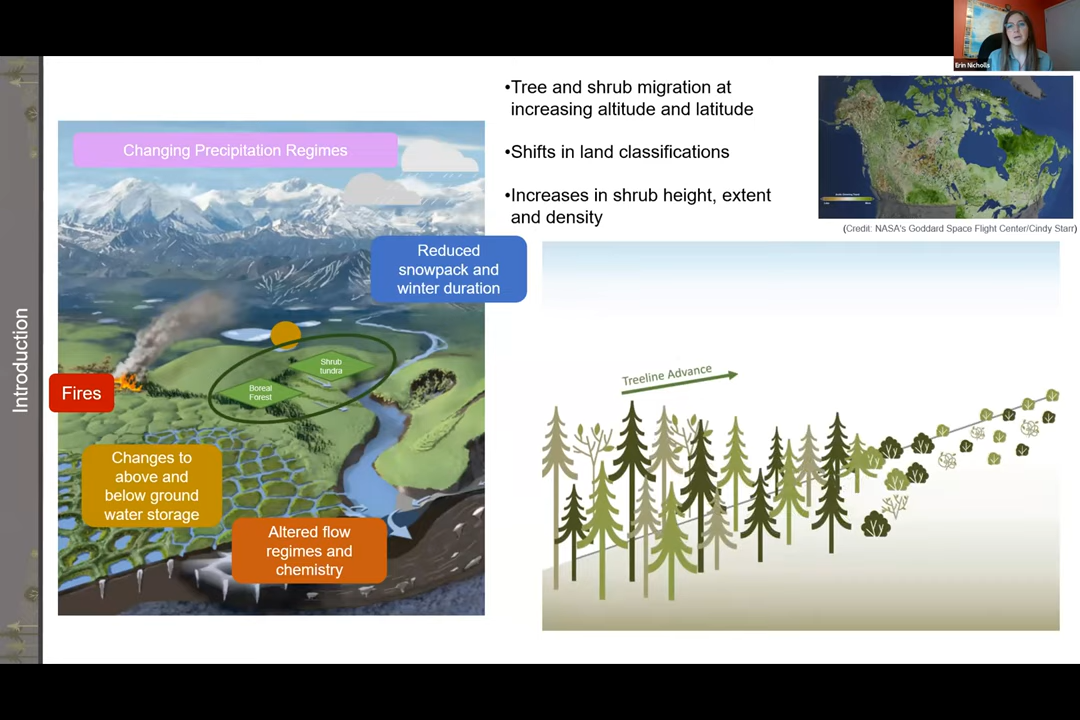 Erin Nicholls
Introduction
Changing Precipitation Regimes
Reduced
snowpack and
winter duration
Shrub
tundra
Boreal
Forest
Fires
Changes to
above and
below ground
water storage
Altered flow
regimes and
chemistry
•Tree and shrub migration at
increasing altitude and latitude
•Shifts in land classifications
•Increases in shrub height, extent
and density
(Credit: NASA's Goddard Space Flight Center/Cindy Starr)
Treeline Advance